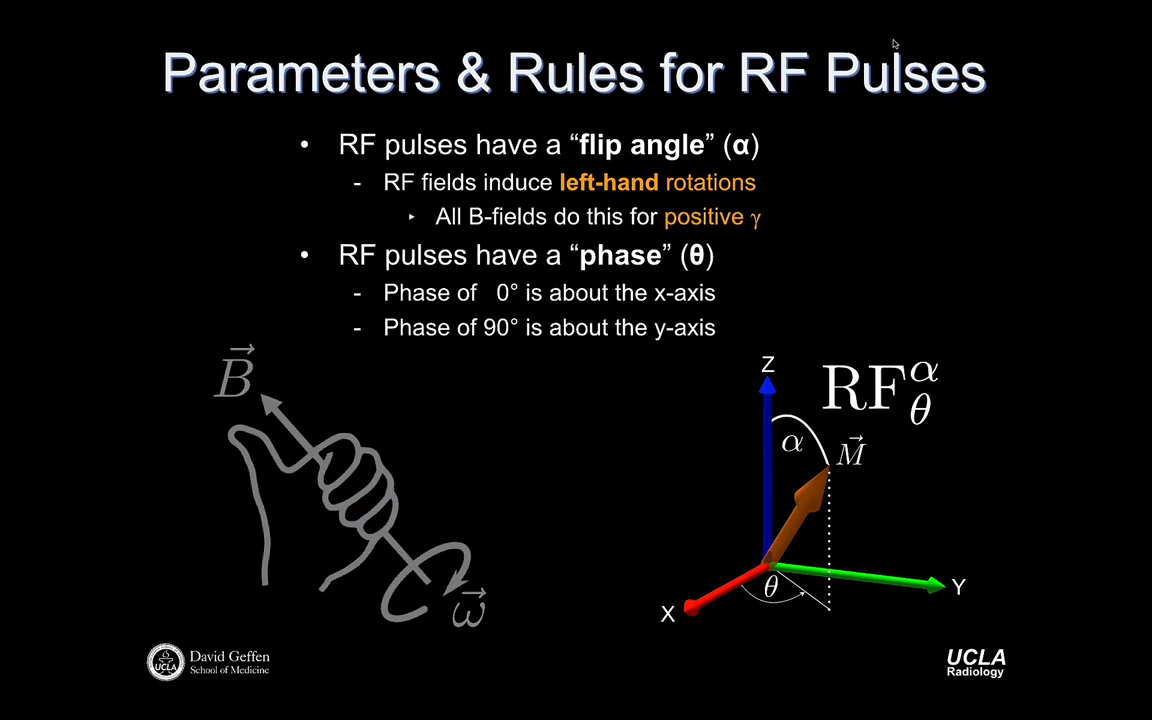 Parameters & Rules for RF Pulses
• RF pulses have a “flip angle” (α)
- RF fields induce left-hand rotations
‣ All B-fields do this for positive γ
• RF pulses have a “phase” (θ)
- Phase of 0° is about the x-axis
- Phase of 90° is about the y-axis
B⃗
ω⃗
Z
RF^α_θ
α
M⃗
θ
X
Y
UCLA
David Geffen
School of Medicine
UCLA
Radiology